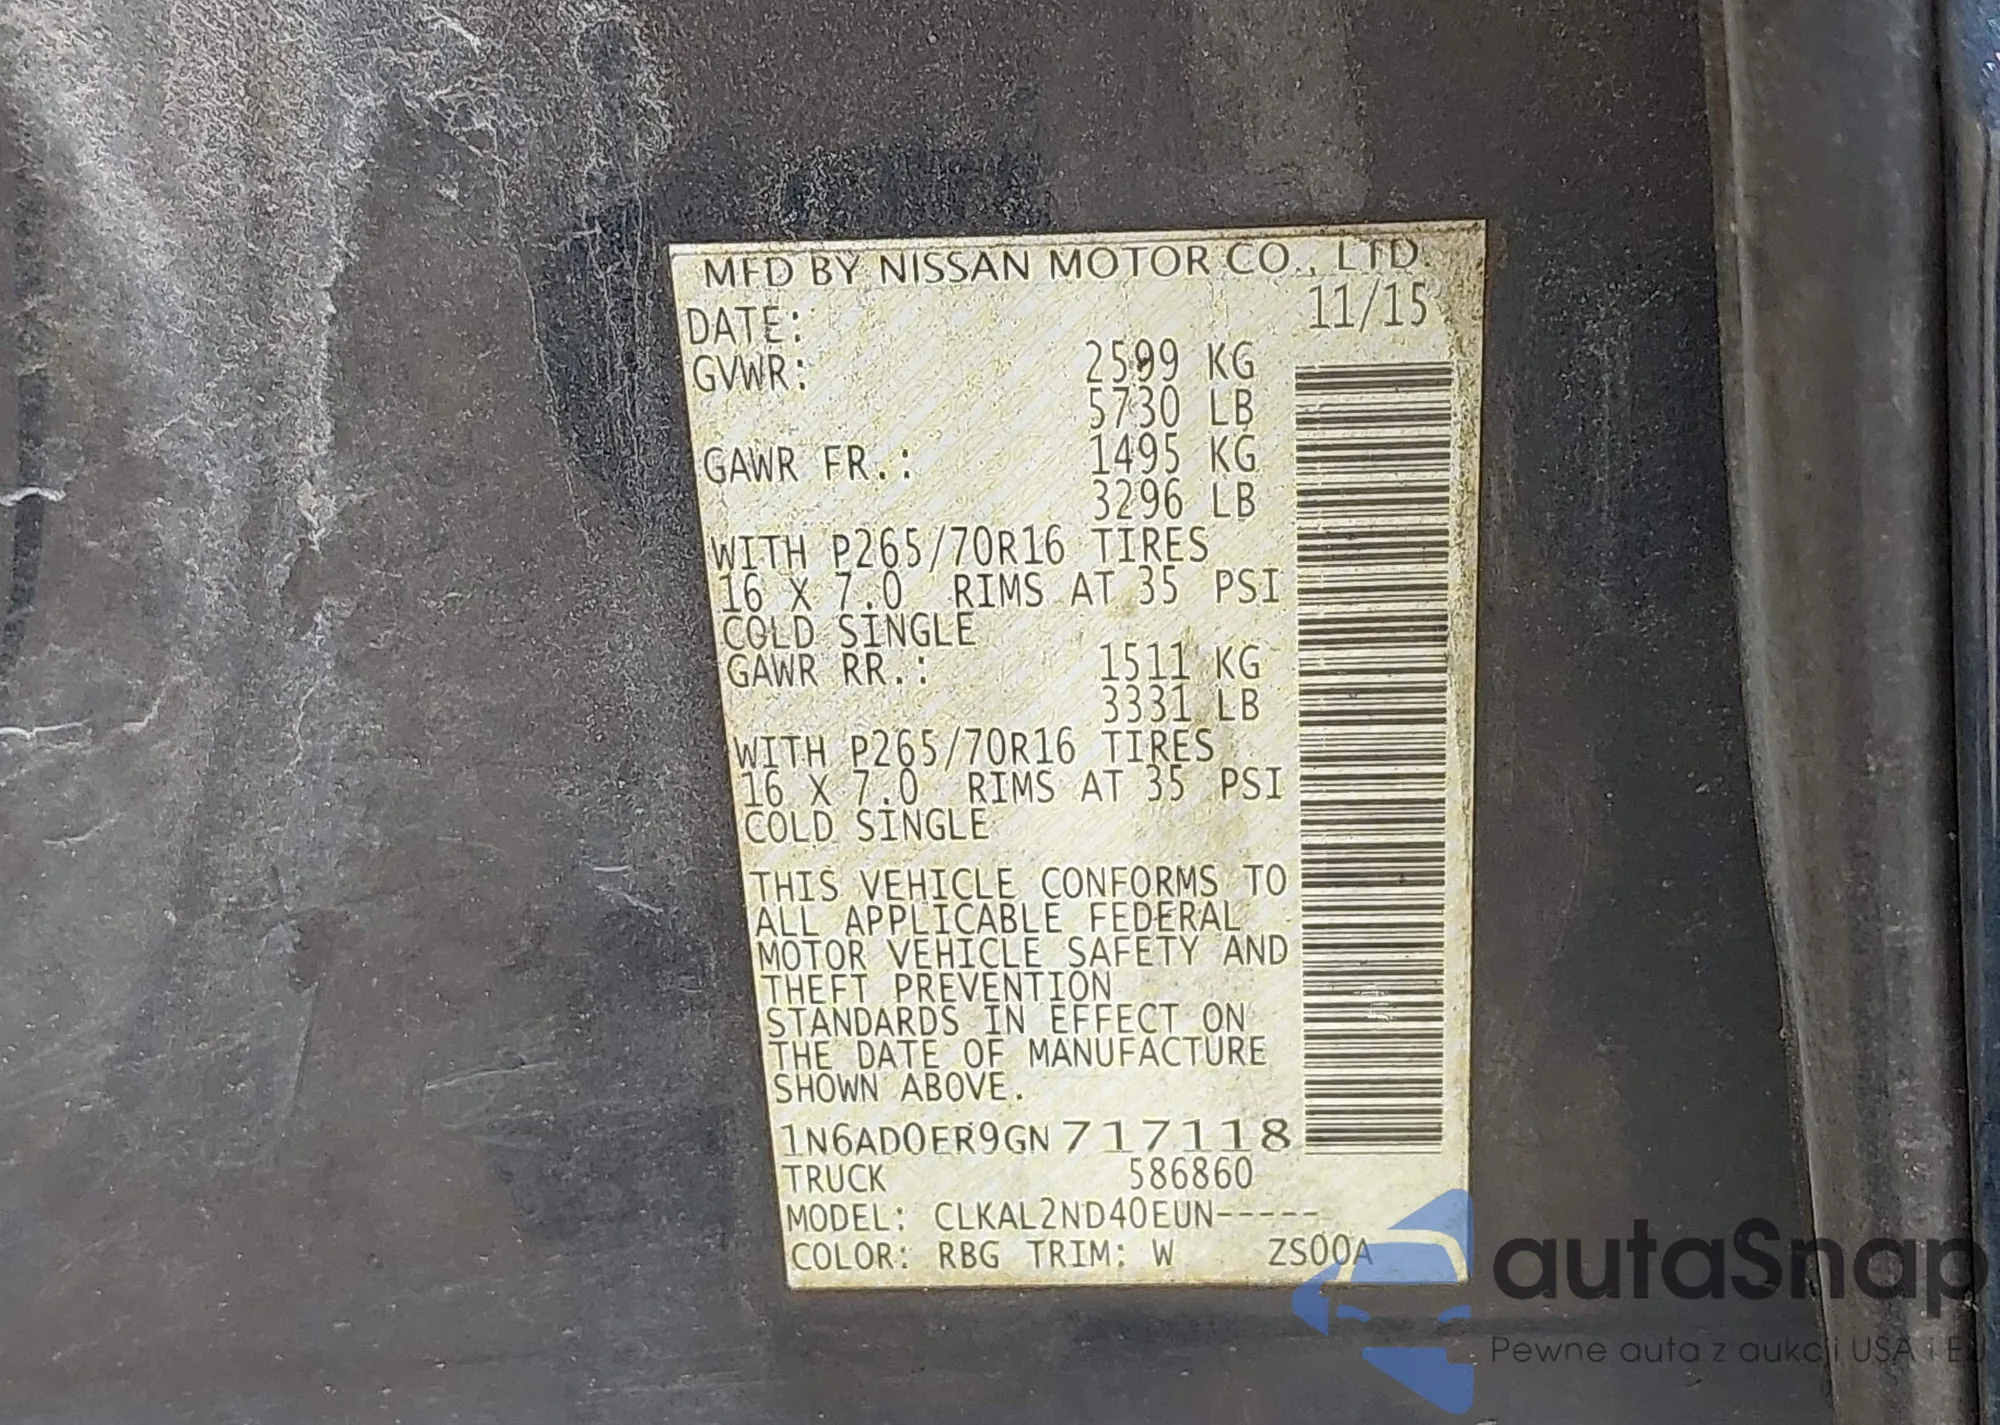 MFD BY NISSAN MOTOR CO., LTD.
DATE: 11/15
GVWR: 2599 KG
5730 LB
GAWR FR.: 1495 KG
3296 LB
WITH P265/70R16 TIRES
16 X 7.0 RIMS AT 35 PSI
COLD SINGLE
GAWR RR.: 1511 KG
3331 LB
WITH P265/70R16 TIRES
16 X 7.0 RIMS AT 35 PSI
COLD SINGLE
THIS VEHICLE CONFORMS TO
ALL APPLICABLE FEDERAL
MOTOR VEHICLE SAFETY AND
THEFT PREVENTION
STANDARDS IN EFFECT ON
THE DATE OF MANUFACTURE
SHOWN ABOVE.
1N6AD0ER9GN717118
TRUCK 586860
MODEL: CLKAL2ND40EUN-----
COLOR: RBG TRIM: W ZS00A
autaSnap
Pewne auta z aukcji USA i EU